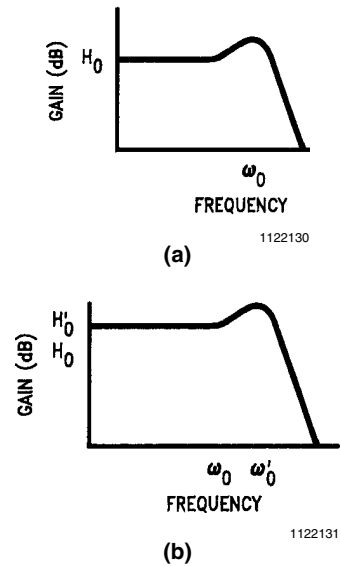 GAIN (dB)
H₀
ω₀
FREQUENCY
1122130
(a)
GAIN (dB)
H'₀
H₀
ω₀ ω'₀
FREQUENCY
1122131
(b)